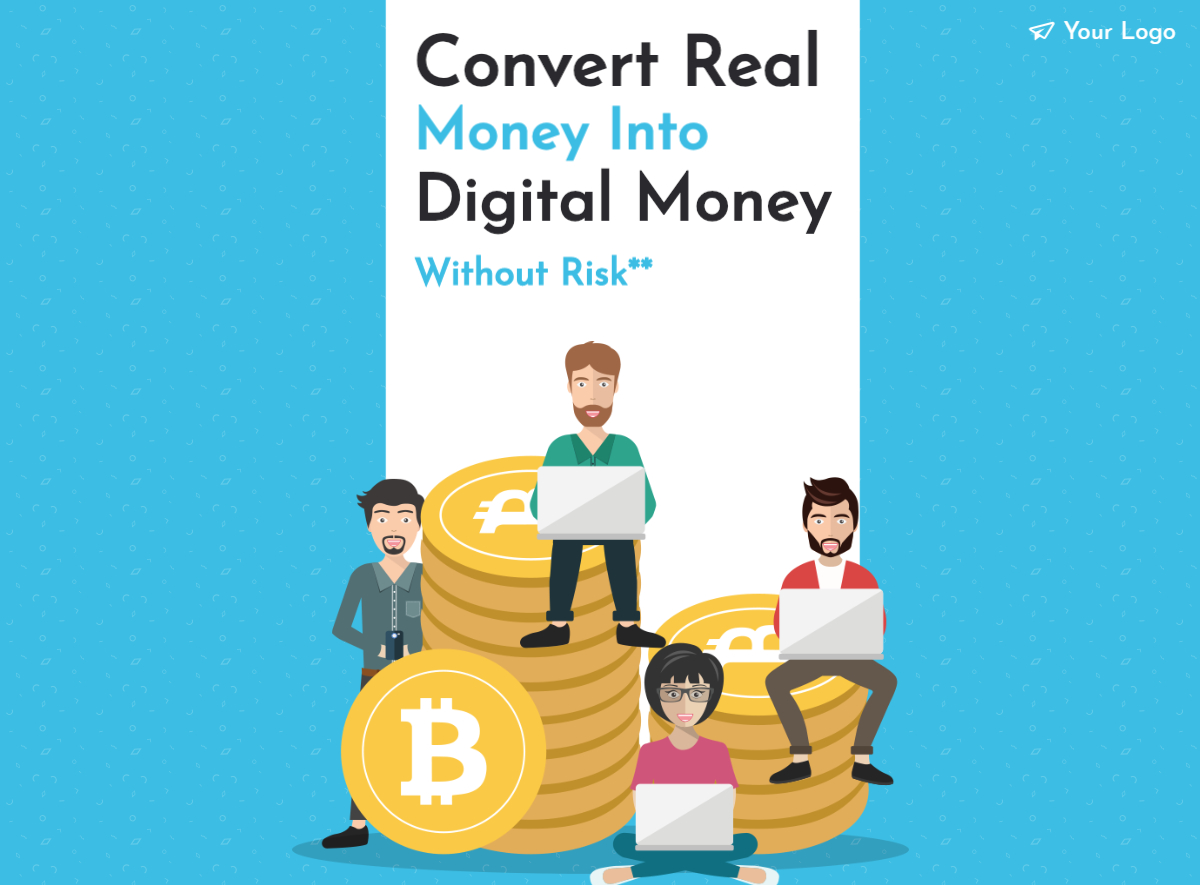 Your Logo
Convert Real
Money Into
Digital Money
Without Risk**